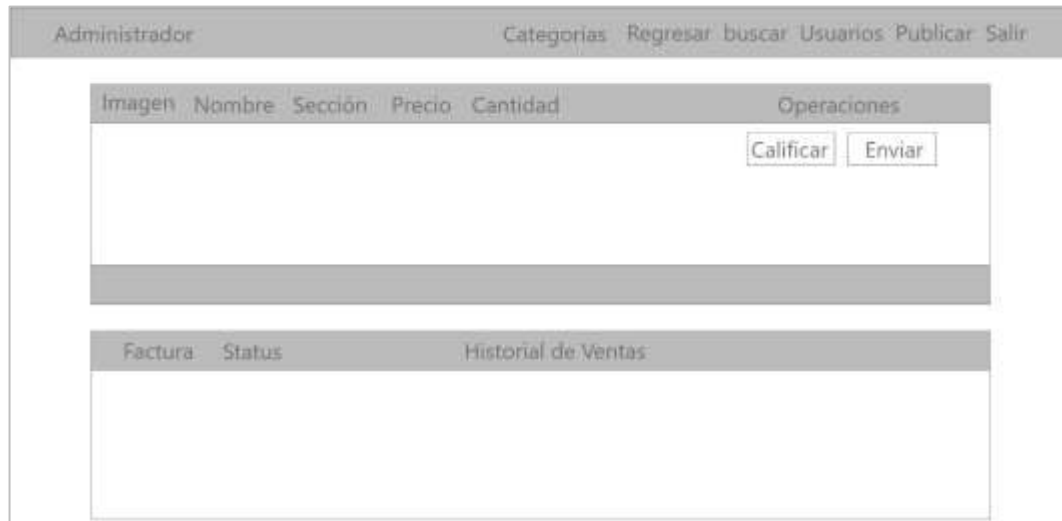 Administrador Categorias Regresar buscar Usuarios Publicar Salir
Imagen Nombre Sección Precio Cantidad Operaciones
Calificar Enviar
Factura Status Historial de Ventas